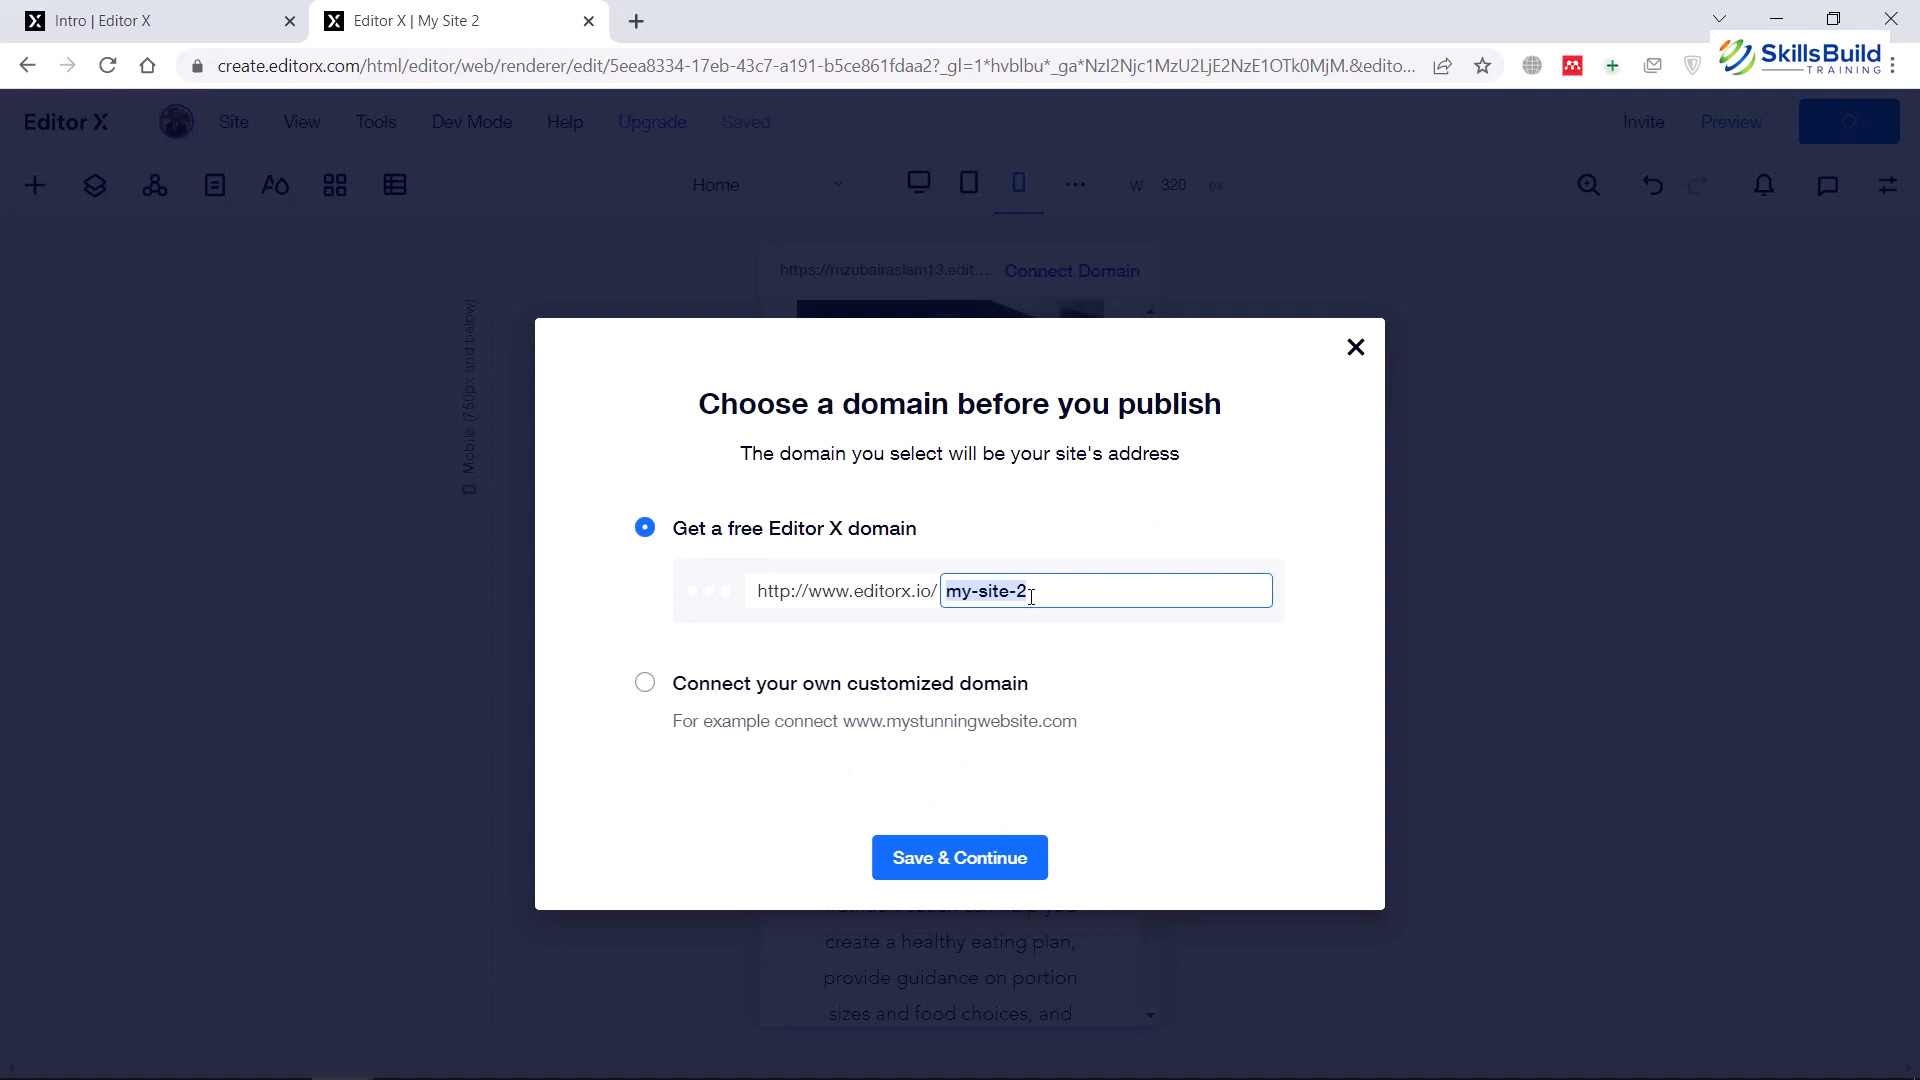 Intro | Editor X
Editor X | My Site 2
create.editorx.com/html/editor/web/renderer/edit/5eea8334-17eb-43c7-a191-b5ce861fdaa2?_gl=1*hvblbu*_ga*NzI2Njc1MzU2LjE2NzE1OTk0MjM.&edito...
SkillsBuild
TRAINING
Editor X
Site
View
Tools
Dev Mode
Help
Upgrade
Saved
Invite
Preview
Home
W 320 px
https://mzubairaslam13.edit... Connect Domain
Mobile (750px and below)
Choose a domain before you publish
The domain you select will be your site's address
Get a free Editor X domain
http://www.editorx.io/ my-site-2
Connect your own customized domain
For example connect www.mystunningwebsite.com
Save & Continue
create a healthy eating plan,
provide guidance on portion
sizes and food choices, and